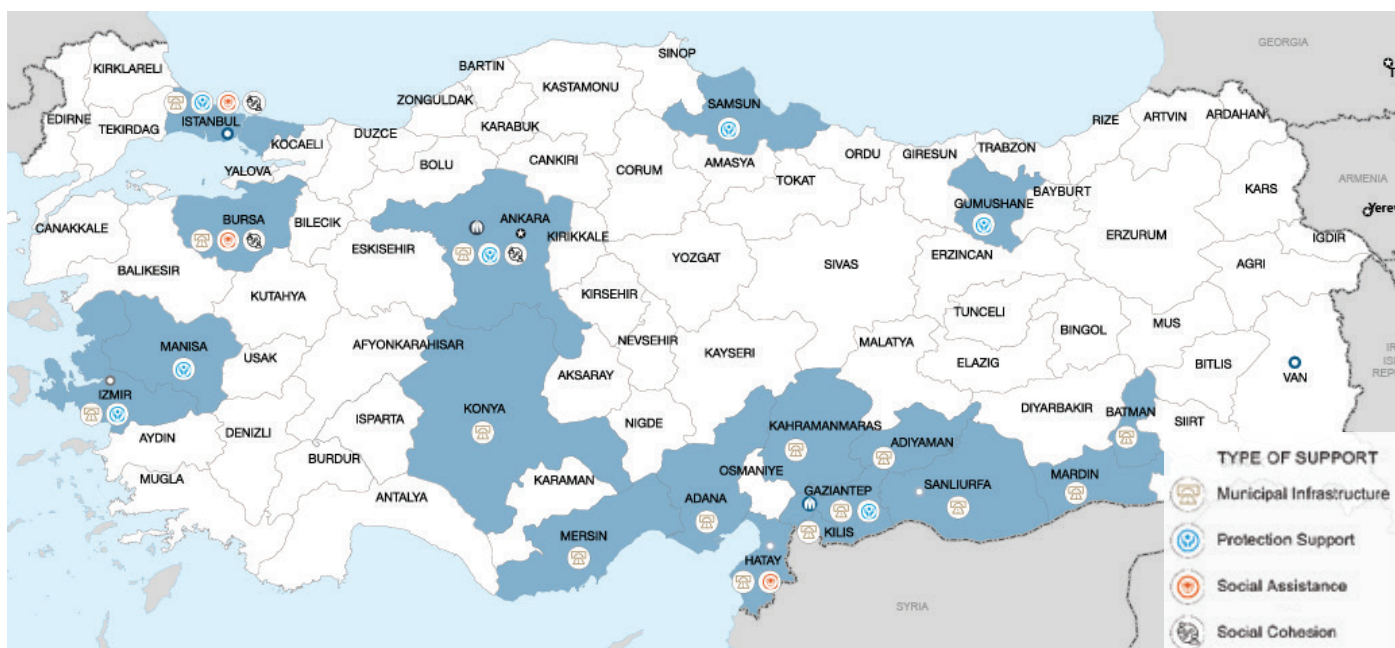 SINOP
GEORGIA
BARTIN
KIRKLARELI
KASTAMONU
ZONGULDAK
SAMSUN
EDIRNE
ISTANBUL
TEKIRDAG
KARABUK
DUZCE
KOCAELI
RIZE
ARTVIN
ARDAHAN
TRABZON
ORDU
GIRESUN
BOLU
CANKIRI
CORUM
AMASYA
YALOVA
TOKAT
KARS
ARMENIA
BAYBURT
GUMUSHANE
BURSA
BILECIK
CANAKKALE
ANKARA
KIRIKKALE
ERZURUM
IGDIR
ESKISEHIR
YOZGAT
SIVAS
ERZINCAN
AGRI
BALIKESIR
KUTAHYA
KIRSEHIR
TUNCELI
BINGOL
MUS
MANISA
USAK
AFYONKARAHISAR
NEVSEHIR
KAYSERI
MALATYA
ELAZIG
BITLIS
VAN
AKSARAY
IZMIR
KONYA
ISPARTA
NIGDE
KAHRAMANMARAS
DIYARBAKIR
BATMAN
SIIRT
AYDIN
DENIZLI
ADIYAMAN
BURDUR
MUGLA
ANTALYA
KARAMAN
OSMANIYE
ADANA
GAZIANTEP
SANLIURFA
MARDIN
MERSIN
KILIS
HATAY
SYRIA
TYPE OF SUPPORT
Municipal Infrastructure
Protection Support
Social Assistance
Social Cohesion